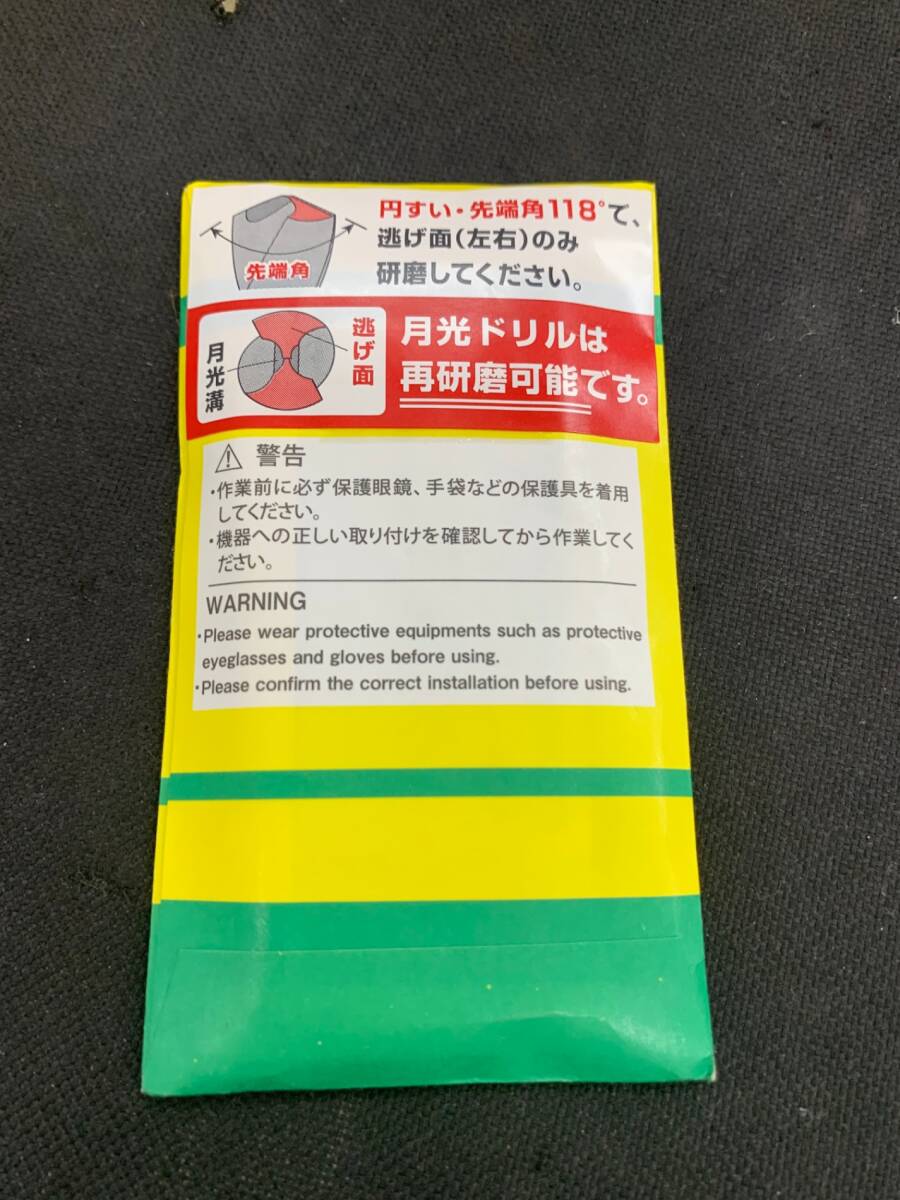 円すい・先端角118°で、
逃げ面(左右)のみ
研磨してください。
先端角
月光溝
逃げ面
月光ドリルは
再研磨可能です。
警告
・作業前に必ず保護眼鏡、手袋などの保護具を着用
してください。
・機器への正しい取り付けを確認してから作業してく
ださい。
WARNING
・Please wear protective equipments such as protective
eyeglasses and gloves before using.
・Please confirm the correct installation before using.